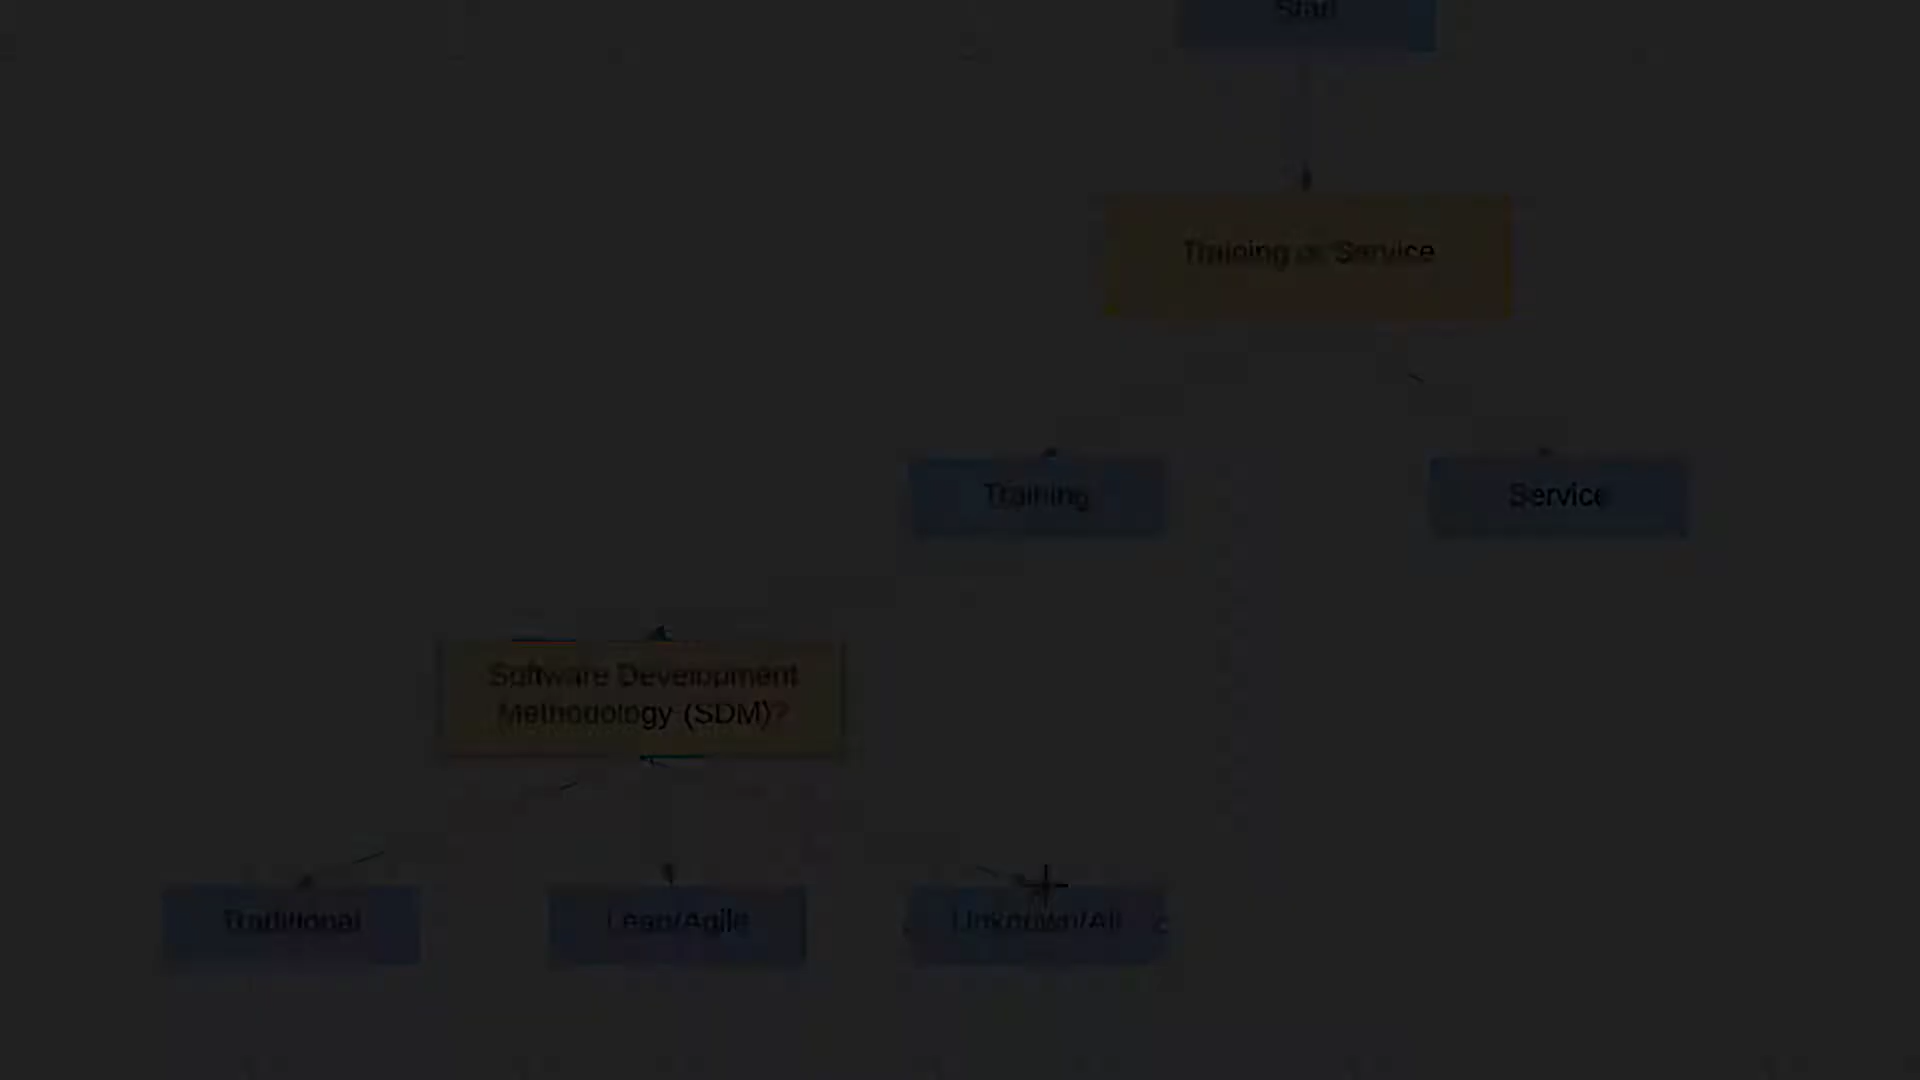 Start
Training or Service
Training
Service
Software Development
Methodology (SDM)?
Traditional
Lean/Agile
Unknown/All